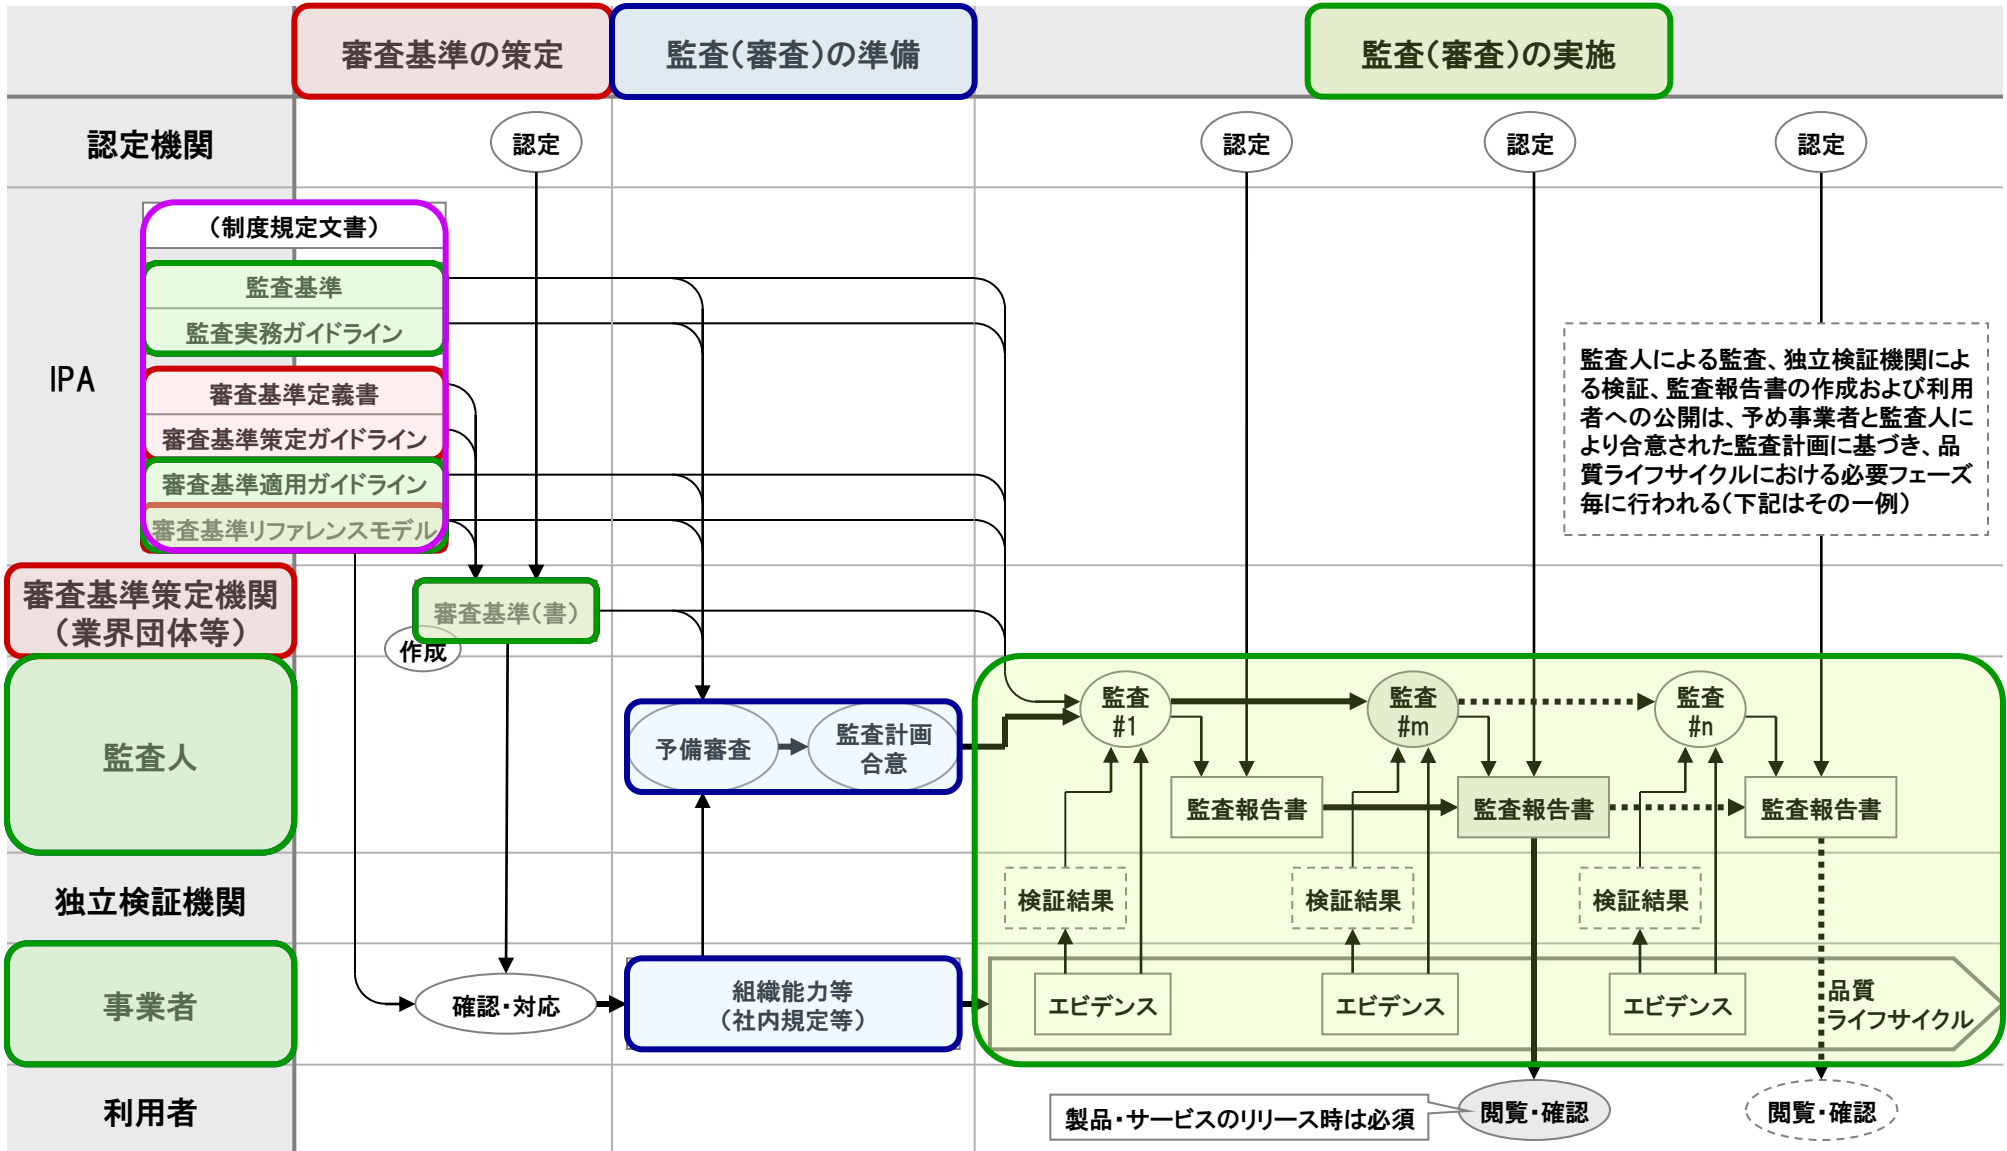 審査基準の策定
監査(審査)の準備
監査(審査)の実施
認定機関
認定
認定
認定
認定
IPA
(制度規定文書)
監査基準
監査実務ガイドライン
審査基準定義書
審査基準策定ガイドライン
審査基準適用ガイドライン
審査基準リファレンスモデル
監査人による監査、独立検証機関によ
る検証、監査報告書の作成および利用
者への公開は、予め事業者と監査人に
より合意された監査計画に基づき、品
質ライフサイクルにおける必要フェーズ
毎に行われる(下記はその一例)
審査基準策定機関
(業界団体等)
審査基準(書)
作成
監査人
予備審査
監査計画
合意
監査
#1
監査
#m
監査
#n
監査報告書
監査報告書
監査報告書
独立検証機関
検証結果
検証結果
検証結果
事業者
確認・対応
組織能力等
(社内規定等)
エビデンス
エビデンス
エビデンス
品質
ライフサイクル
利用者
製品・サービスのリリース時は必須
閲覧・確認
閲覧・確認